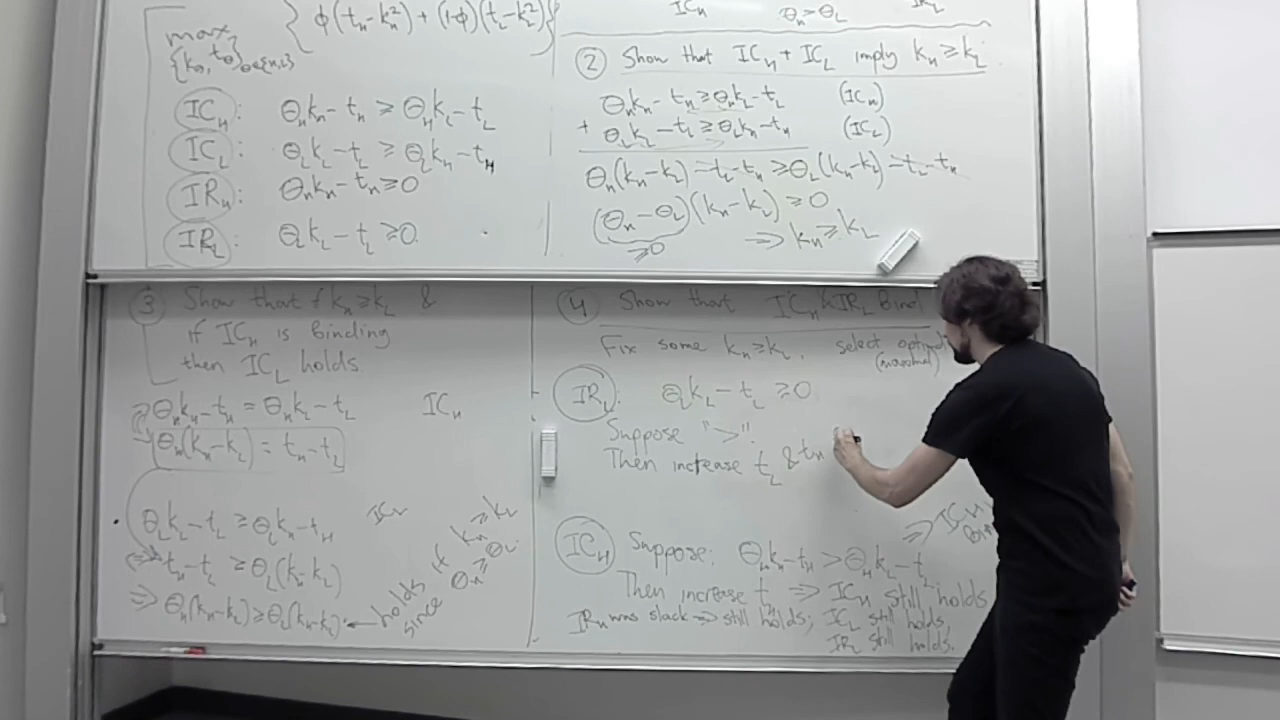 max { ϕ(t_H-k_H²) + (1-ϕ)(t_L-k_L²) }
{k_θ, t_θ}_θ∈{H,L}
IC_H: θ_H k_H - t_H ≥ θ_H k_L - t_L
IC_L: θ_L k_L - t_L ≥ θ_L k_H - t_H
IR_H: θ_H k_H - t_H ≥ 0
IR_L: θ_L k_L - t_L ≥ 0
IC_H θ_H > θ_L IR_L
② Show that IC_H + IC_L imply k_H ≥ k_L
θ_H k_H - t_H ≥ θ_H k_L - t_L (IC_H)
+ θ_L k_L - t_L ≥ θ_L k_H - t_H (IC_L)
θ_H(k_H-k_L) - t_L - t_H ≥ θ_L(k_H-k_L) - t_L - t_H
(θ_H - θ_L)(k_H - k_L) ≥ 0
≥0 ⇒ k_H ≥ k_L
③ Show that if k_H ≥ k_L &
if IC_H is binding
then IC_L holds
⇒ θ_H k_H - t_H = θ_H k_L - t_L IC_H
θ_H(k_H-k_L) = t_H - t_L
θ_L k_L - t_L ≥ θ_L k_H - t_H IC_L
⇔ t_H - t_L ≥ θ_L(k_H-k_L)
⇒ θ_H(k_H-k_L) ≥ θ_L(k_H-k_L) ← holds if k_H ≥ k_L
since θ_H ≥ θ_L
④ Show that IC_H & IR_L Bind
Fix some k_H ≥ k_L, select optimal
(maximal)
IR_L: θ_L k_L - t_L ≥ 0
Suppose ">".
Then increase t_L & t_H
⇒ IC_H
IC_H Suppose: θ_H k_H - t_H > θ_H k_L - t_L
Then increase t_H ⇒ IC_H still holds
IR_H was slack ⇒ still holds; IC_L still holds
IR_L still holds.